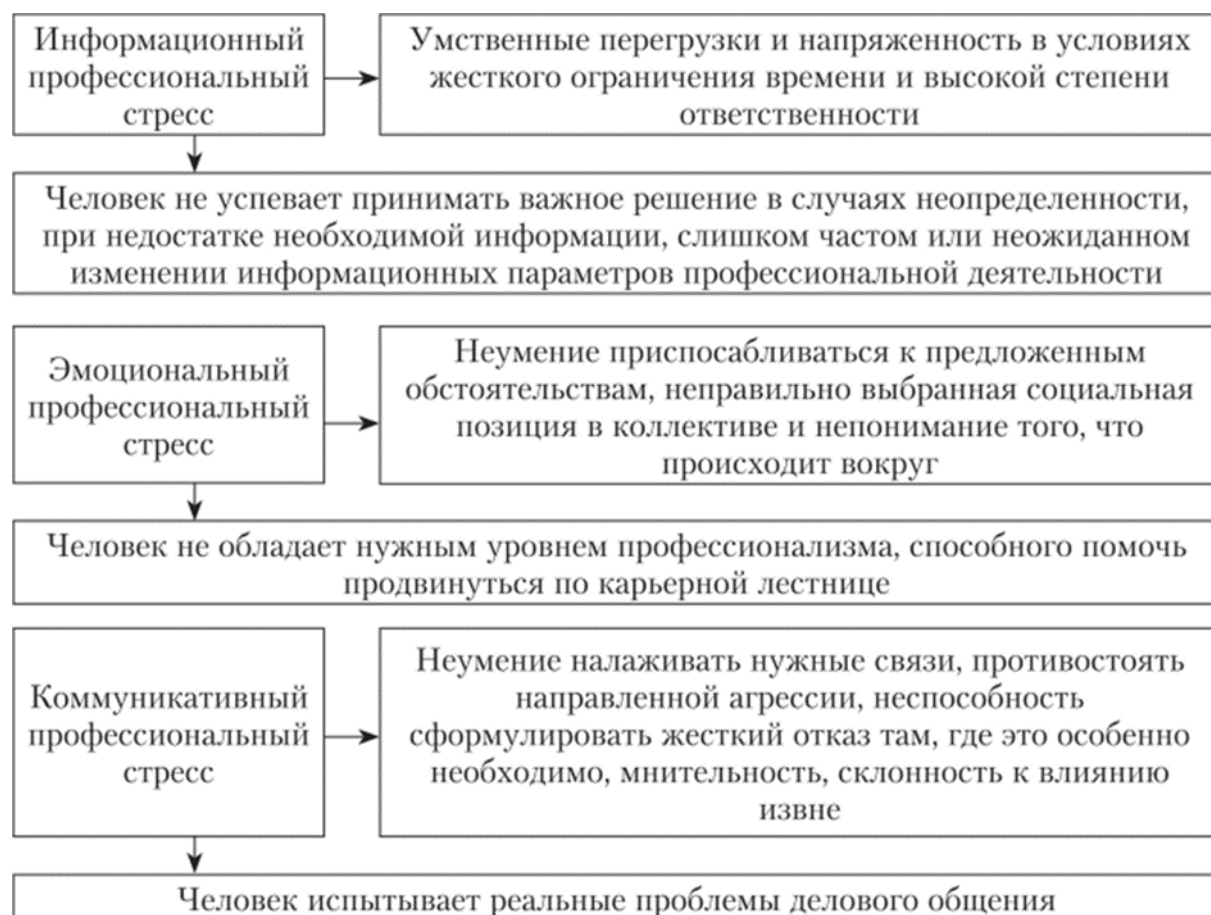 Информационный
профессиональный
стресс
Умственные перегрузки и напряженность в условиях
жесткого ограничения времени и высокой степени
ответственности
Человек не успевает принимать важное решение в случаях неопределенности,
при недостатке необходимой информации, слишком частом или неожиданном
изменении информационных параметров профессиональной деятельности
Эмоциональный
профессиональный
стресс
Неумение приспосабливаться к предложенным
обстоятельствам, неправильно выбранная социальная
позиция в коллективе и непонимание того, что
происходит вокруг
Человек не обладает нужным уровнем профессионализма, способного помочь
продвинуться по карьерной лестнице
Коммуникативный
профессиональный
стресс
Неумение налаживать нужные связи, противостоять
направленной агрессии, неспособность
сформулировать жесткий отказ там, где это особенно
необходимо, мнительность, склонность к влиянию
извне
Человек испытывает реальные проблемы делового общения